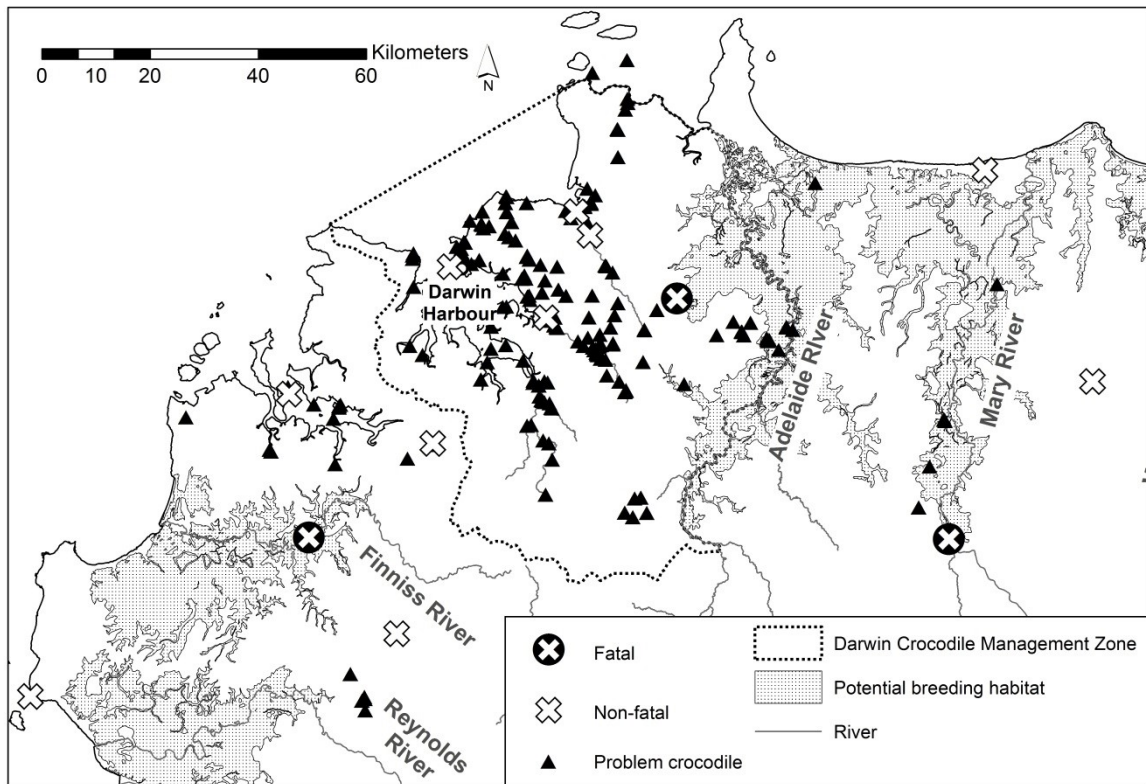 Kilometers
0 10 20 40 60
N
Darwin
Harbour
Adelaide River
Mary River
Finniss River
Reynolds
River
Fatal
Non-fatal
Problem crocodile
Darwin Crocodile Management Zone
Potential breeding habitat
River